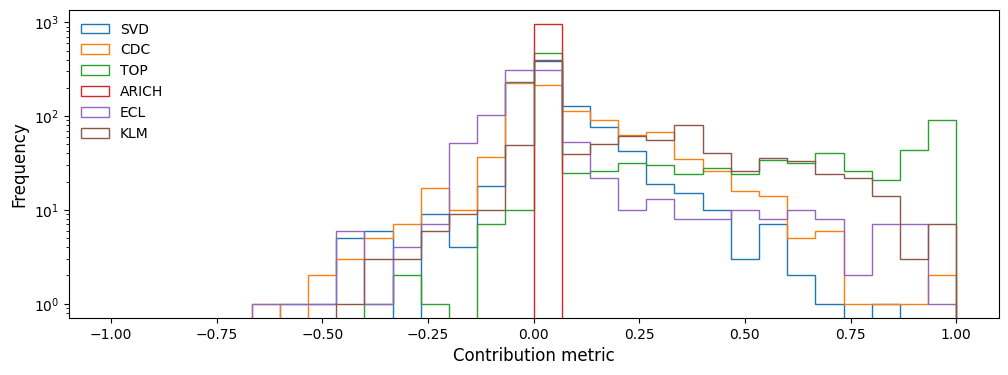 10³
10²
10¹
10⁰
Frequency
SVD
CDC
TOP
ARICH
ECL
KLM
−1.00 −0.75 −0.50 −0.25 0.00 0.25 0.50 0.75 1.00
Contribution metric